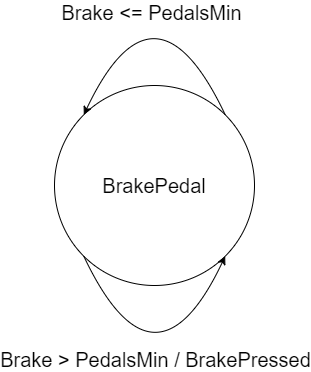 Brake <= PedalsMin
BrakePedal
Brake > PedalsMin / BrakePressed